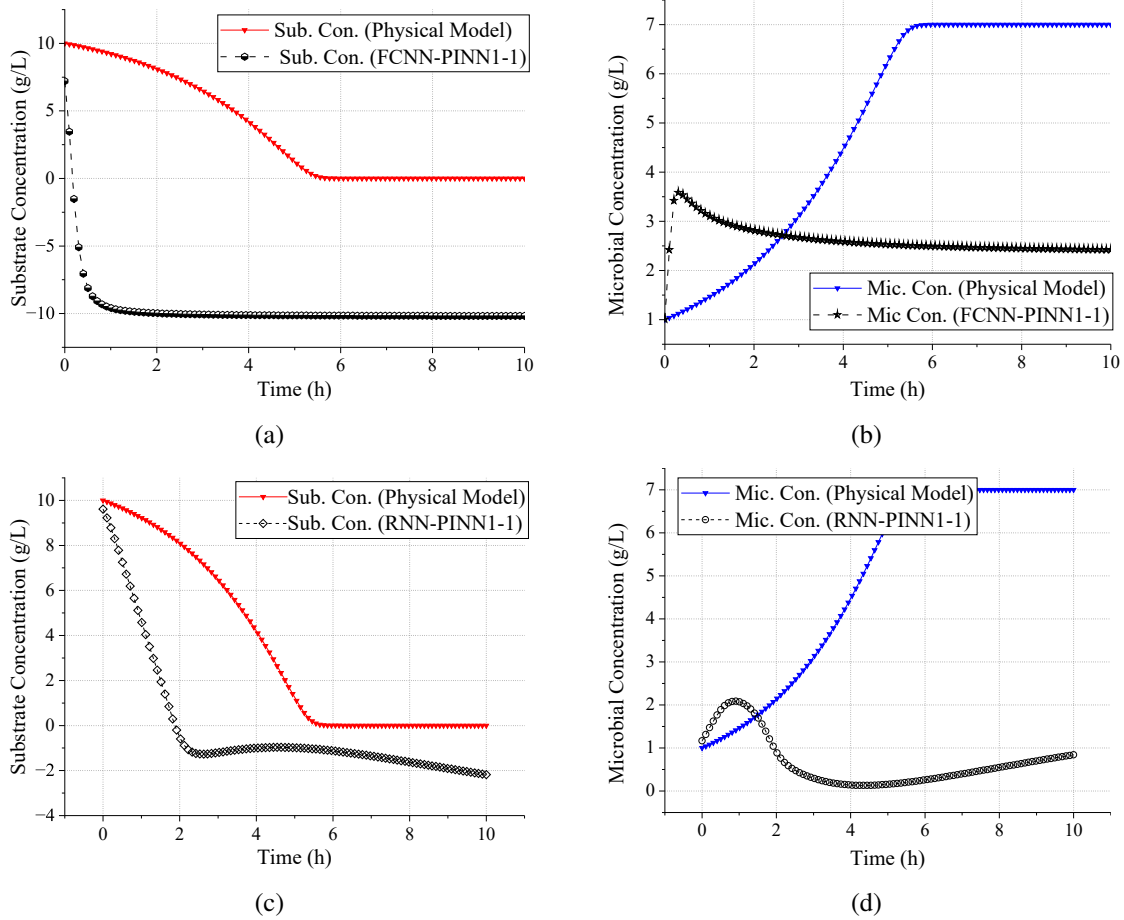 Sub. Con. (Physical Model)
Sub. Con. (FCNN-PINN1-1)
Substrate Concentration (g/L)
10
5
0
−5
−10
0 2 4 6 8 10
Time (h)
(a)
Microbial Concentration (g/L)
7
6
5
4
3
2
1
Mic. Con. (Physical Model)
Mic Con. (FCNN-PINN1-1)
0 2 4 6 8 10
Time (h)
(b)
Sub. Con. (Physical Model)
Sub. Con. (RNN-PINN1-1)
Substrate Concentration (g/L)
10
8
6
4
2
0
−2
−4
0 2 4 6 8 10
Time (h)
(c)
Mic. Con. (Physical Model)
Mic. Con. (RNN-PINN1-1)
Microbial Concentration (g/L)
7
6
5
4
3
2
1
0
0 2 4 6 8 10
Time (h)
(d)